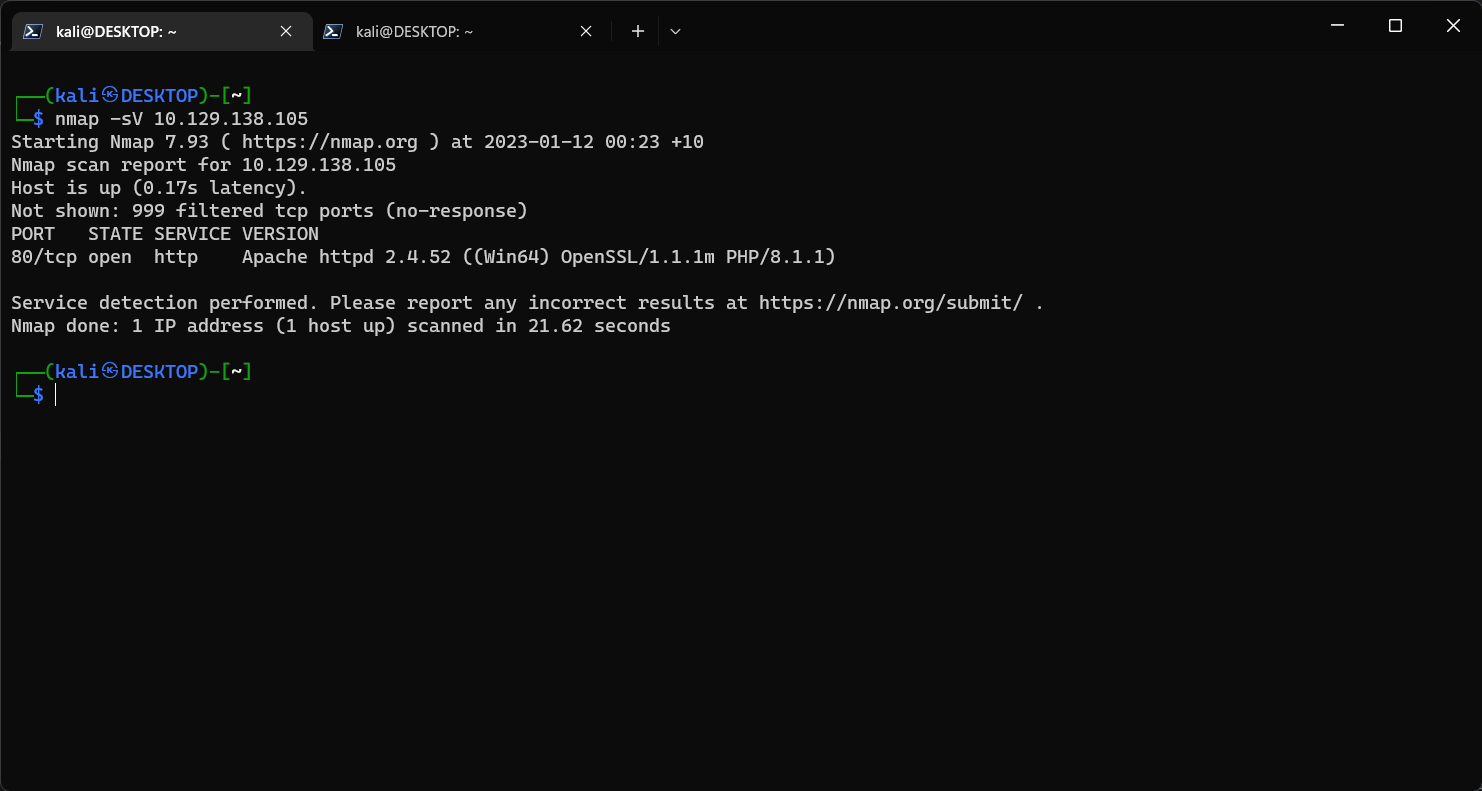 kali@DESKTOP: ~ kali@DESKTOP: ~
┌──(kali㉿DESKTOP)-[~]
└─$ nmap -sV 10.129.138.105
Starting Nmap 7.93 ( https://nmap.org ) at 2023-01-12 00:23 +10
Nmap scan report for 10.129.138.105
Host is up (0.17s latency).
Not shown: 999 filtered tcp ports (no-response)
PORT   STATE SERVICE VERSION
80/tcp open  http    Apache httpd 2.4.52 ((Win64) OpenSSL/1.1.1m PHP/8.1.1)
Service detection performed. Please report any incorrect results at https://nmap.org/submit/ .
Nmap done: 1 IP address (1 host up) scanned in 21.62 seconds
┌──(kali㉿DESKTOP)-[~]
└─$